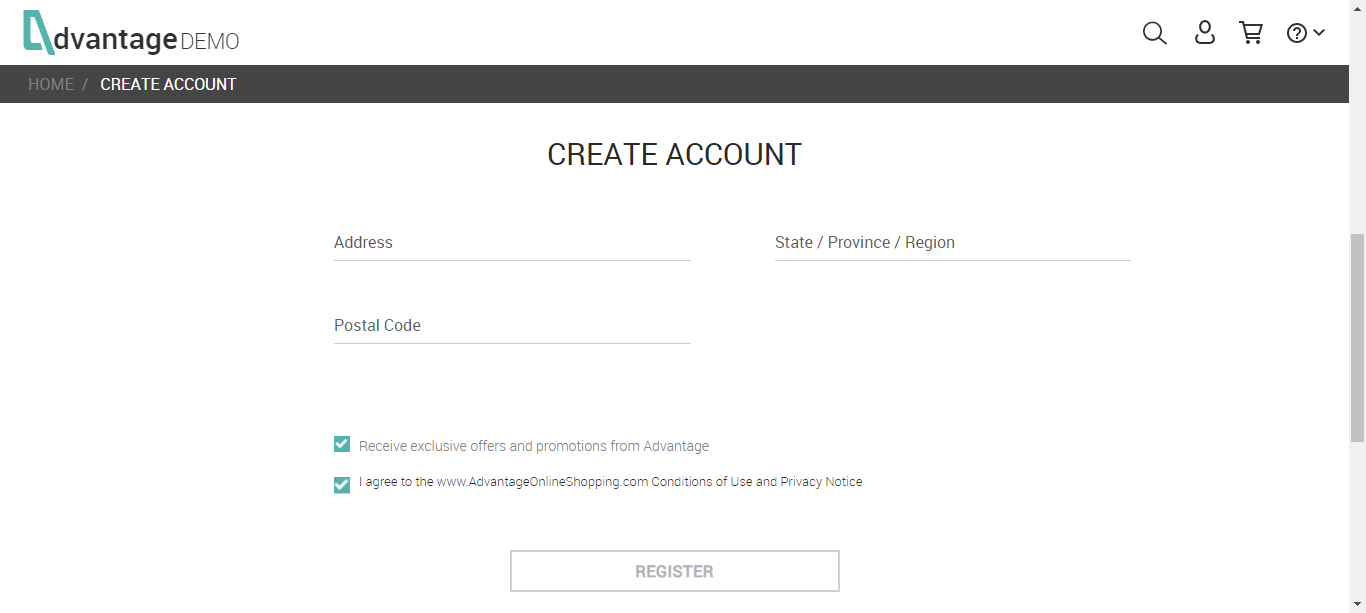 dvantage DEMO
HOME / CREATE ACCOUNT
CREATE ACCOUNT
Address
State / Province / Region
Postal Code
Receive exclusive offers and promotions from Advantage
I agree to the www.AdvantageOnlineShopping.com Conditions of Use and Privacy Notice
REGISTER